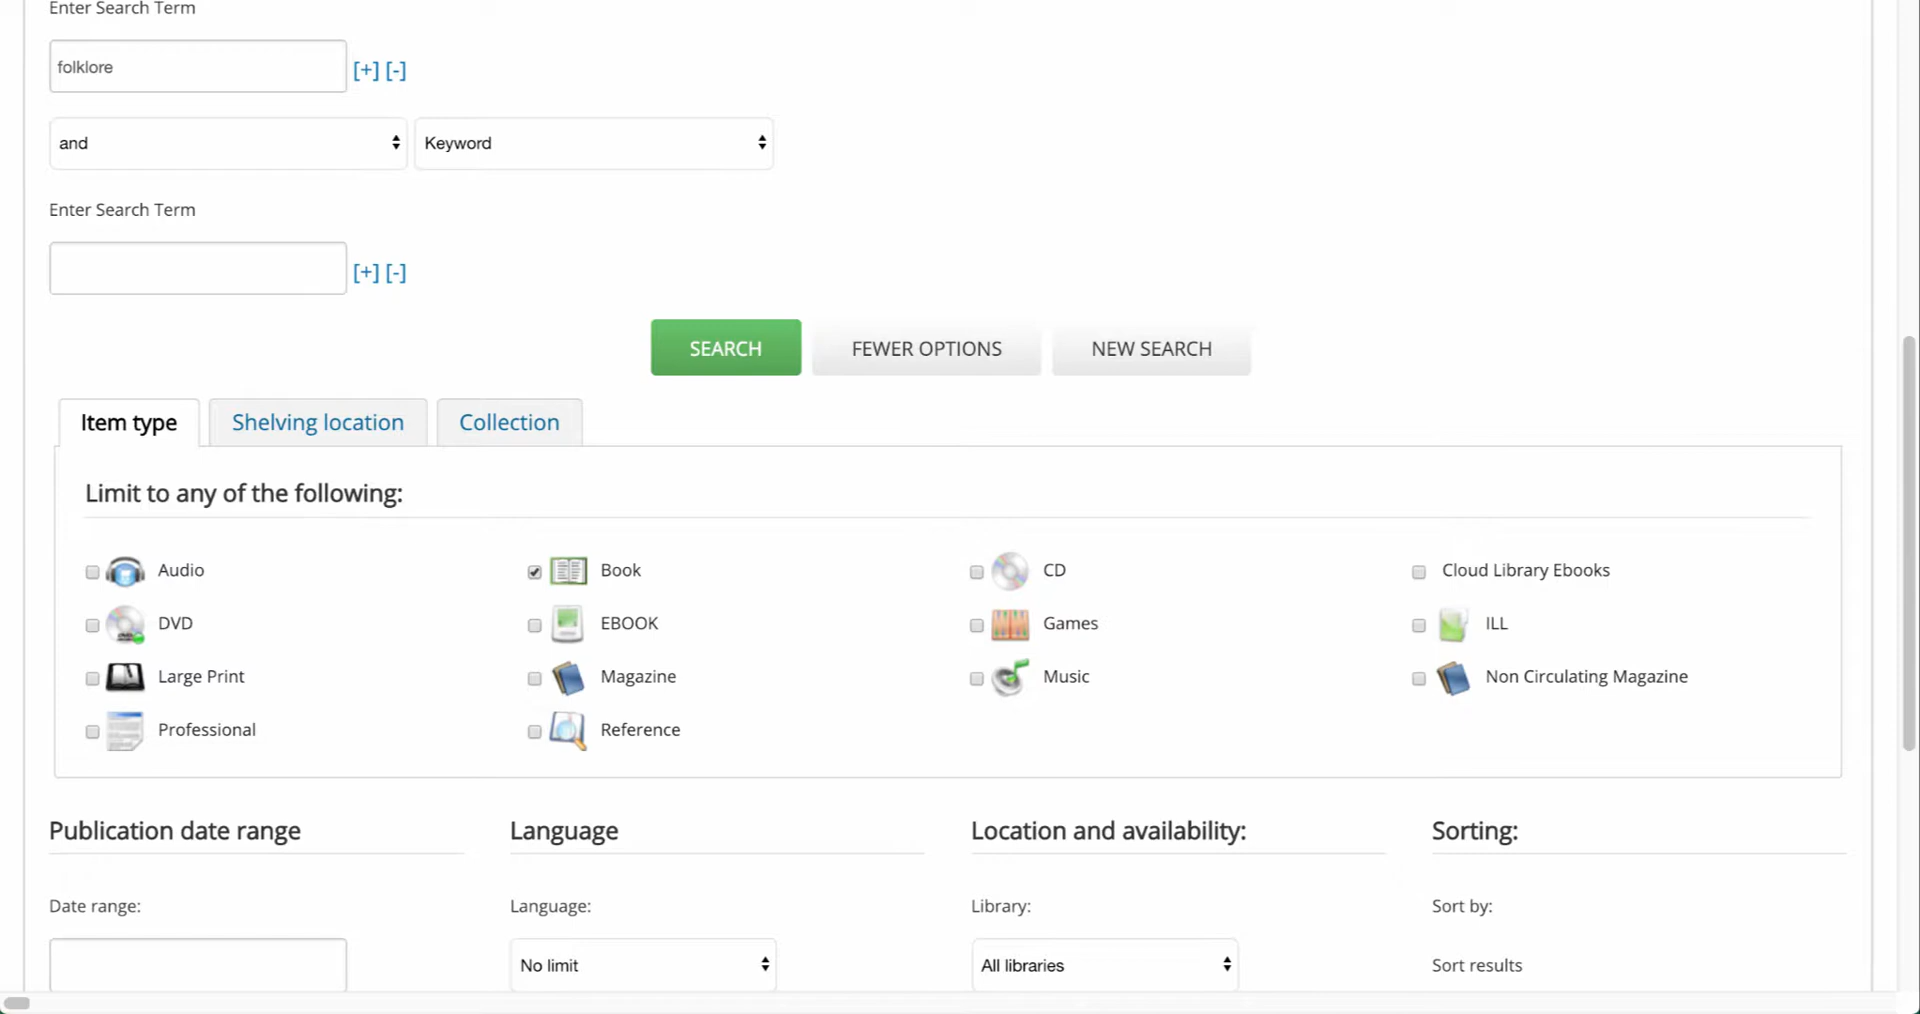 Enter Search Term
folklore
[+] [-]
and
Keyword
Enter Search Term
[+] [-]
SEARCH
FEWER OPTIONS
NEW SEARCH
Item type
Shelving location
Collection
Limit to any of the following:
Audio
Book
CD
Cloud Library Ebooks
DVD
EBOOK
Games
ILL
Large Print
Magazine
Music
Non Circulating Magazine
Professional
Reference
Publication date range
Language
Location and availability:
Sorting:
Date range:
Language:
Library:
Sort by:
No limit
All libraries
Sort results